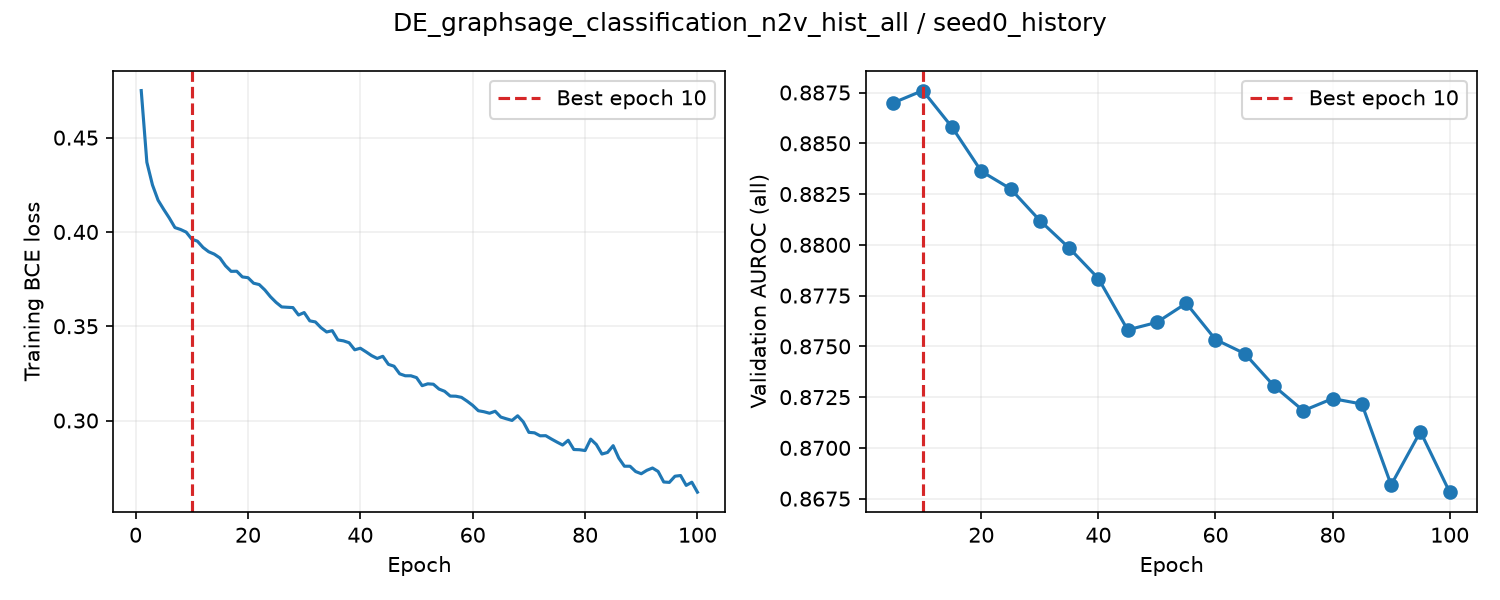 DE_graphsage_classification_n2v_hist_all / seed0_history
Training BCE loss
0.45
0.40
0.35
0.30
Best epoch 10
0 20 40 60 80 100
Epoch
Validation AUROC (all)
0.8875
0.8850
0.8825
0.8800
0.8775
0.8750
0.8725
0.8700
0.8675
Best epoch 10
20 40 60 80 100
Epoch